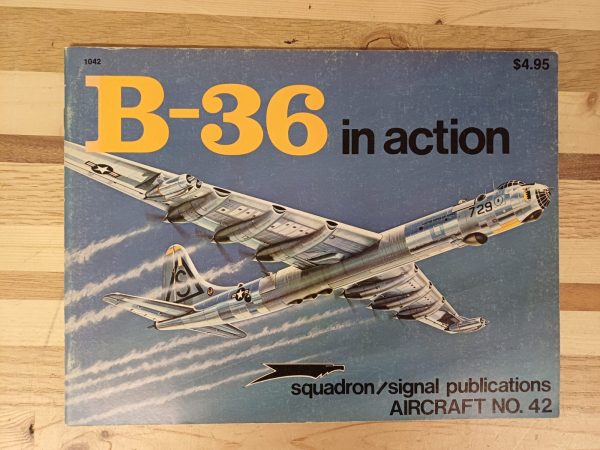 1042
$4.95
B-36 in action
729
C
squadron/signal publications
AIRCRAFT NO. 42